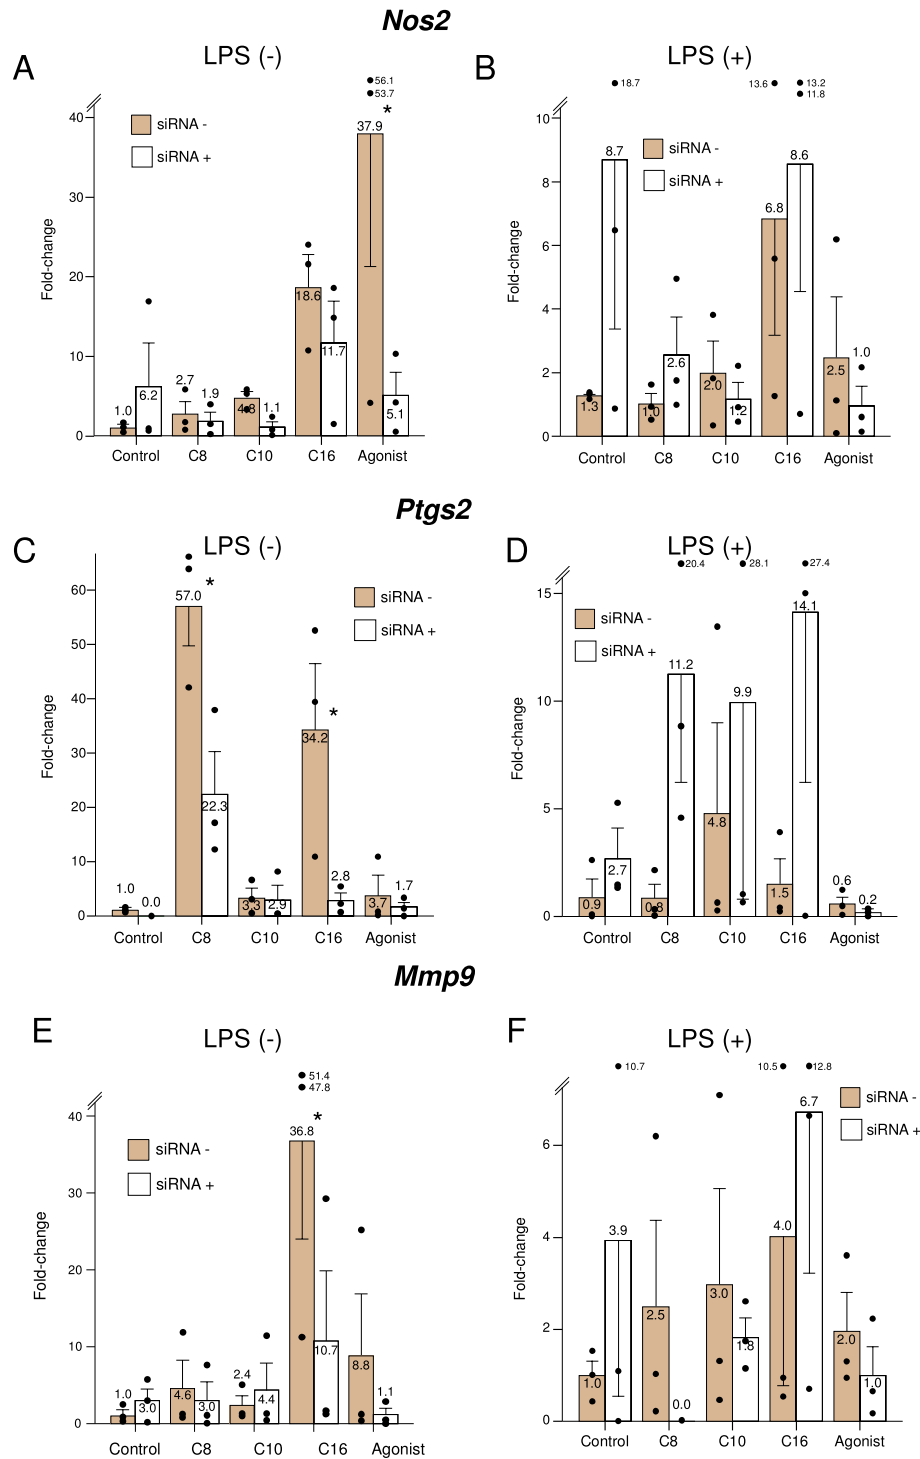 Nos2
A
LPS (-)
56.1
53.7
*
37.9
40
30
20
10
0
Fold-change
siRNA -
siRNA +
1.0
6.2
2.7
1.9
4.8
1.1
18.6
11.7
5.1
Control C8 C10 C16 Agonist
B
LPS (+)
18.7
13.6
13.2
11.8
10
8
6
4
2
0
Fold-change
siRNA -
siRNA +
1.3
8.7
1.0
2.6
2.0
1.2
6.8
8.6
2.5
1.0
Control C8 C10 C16 Agonist
Ptgs2
C
LPS (-)
60
50
40
30
20
10
0
Fold-change
siRNA -
siRNA +
1.0
0.0
57.0
*
22.3
3.3
2.9
34.2
*
2.8
3.7
1.7
Control C8 C10 C16 Agonist
D
LPS (+)
20.4
28.1
27.4
15
10
5
0
Fold-change
siRNA -
siRNA +
0.9
2.7
0.8
11.2
4.8
9.9
1.5
14.1
0.6
0.2
Control C8 C10 C16 Agonist
Mmp9
E
LPS (-)
51.4
47.8
*
40
30
20
10
0
Fold-change
siRNA -
siRNA +
1.0
3.0
4.6
3.0
2.4
4.4
36.8
10.7
8.8
1.1
Control C8 C10 C16 Agonist
F
LPS (+)
10.7
10.5
12.8
6
4
2
0
Fold-change
siRNA -
siRNA +
1.0
3.9
2.5
0.0
3.0
1.8
4.0
6.7
2.0
1.0
Control C8 C10 C16 Agonist